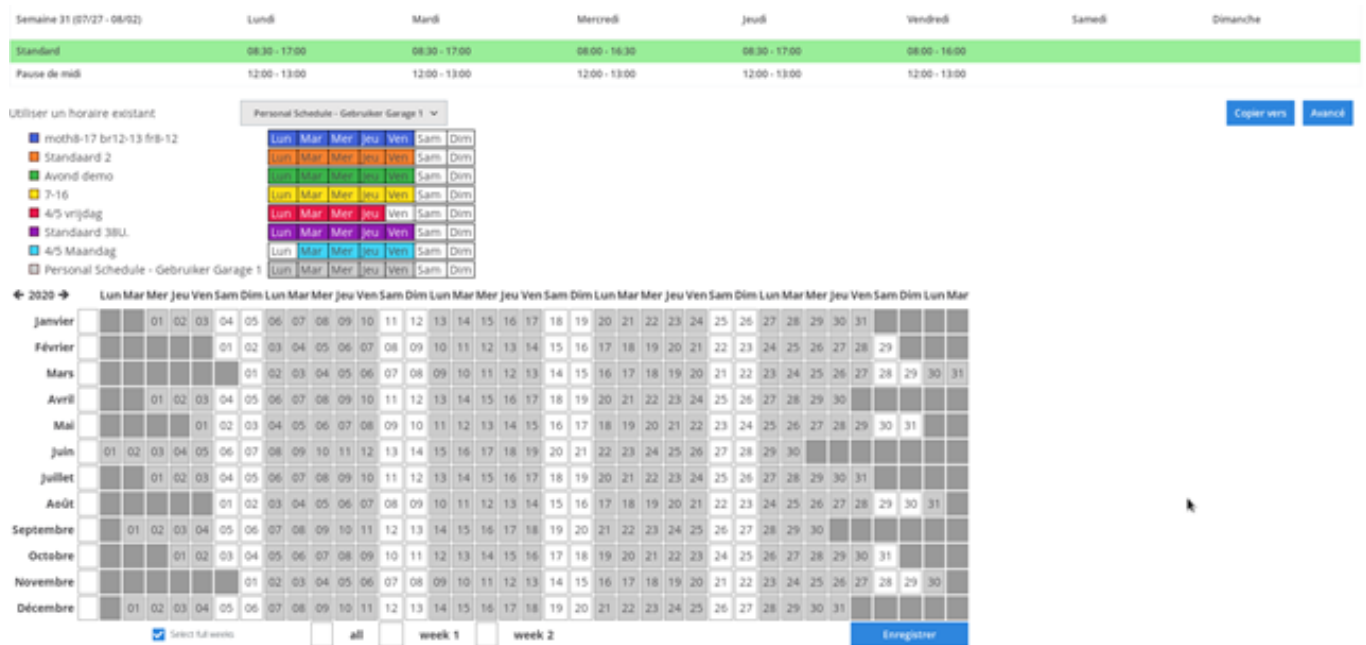 Semaine 31 (07/27 - 08/02) Lundi Mardi Mercredi Jeudi Vendredi Samedi Dimanche
Standard 08:30 - 17:00 08:30 - 17:00 08:00 - 16:30 08:30 - 17:00 08:00 - 16:00
Pause de midi 12:00 - 13:00 12:00 - 13:00 12:00 - 13:00 12:00 - 13:00 12:00 - 13:00
Utiliser un horaire existant Personal Schedule - Gebruiker Garage 1 Copier vers Avancé
moth8-17 br12-13 fr8-12 Lun Mar Mer Jeu Ven Sam Dim
Standaard 2 Lun Mar Mer Jeu Ven Sam Dim
Avond demo Lun Mar Mer Jeu Ven Sam Dim
7-16 Lun Mar Mer Jeu Ven Sam Dim
4/5 vrijdag Lun Mar Mer Jeu Ven Sam Dim
Standaard 38U. Lun Mar Mer Jeu Ven Sam Dim
4/5 Maandag Lun Mar Mer Jeu Ven Sam Dim
Personal Schedule - Gebruiker Garage 1 Lun Mar Mer Jeu Ven Sam Dim
← 2020 → Lun Mar Mer Jeu Ven Sam Dim Lun Mar Mer Jeu Ven Sam Dim Lun Mar Mer Jeu Ven Sam Dim Lun Mar Mer Jeu Ven Sam Dim Lun Mar Mer Jeu Ven Sam Dim Lun Mar
Janvier 01 02 03 04 05 06 07 08 09 10 11 12 13 14 15 16 17 18 19 20 21 22 23 24 25 26 27 28 29 30 31
Février 01 02 03 04 05 06 07 08 09 10 11 12 13 14 15 16 17 18 19 20 21 22 23 24 25 26 27 28 29
Mars 01 02 03 04 05 06 07 08 09 10 11 12 13 14 15 16 17 18 19 20 21 22 23 24 25 26 27 28 29 30 31
Avril 01 02 03 04 05 06 07 08 09 10 11 12 13 14 15 16 17 18 19 20 21 22 23 24 25 26 27 28 29 30
Mai 01 02 03 04 05 06 07 08 09 10 11 12 13 14 15 16 17 18 19 20 21 22 23 24 25 26 27 28 29 30 31
Juin 01 02 03 04 05 06 07 08 09 10 11 12 13 14 15 16 17 18 19 20 21 22 23 24 25 26 27 28 29 30
Juillet 01 02 03 04 05 06 07 08 09 10 11 12 13 14 15 16 17 18 19 20 21 22 23 24 25 26 27 28 29 30 31
Août 01 02 03 04 05 06 07 08 09 10 11 12 13 14 15 16 17 18 19 20 21 22 23 24 25 26 27 28 29 30 31
Septembre 01 02 03 04 05 06 07 08 09 10 11 12 13 14 15 16 17 18 19 20 21 22 23 24 25 26 27 28 29 30
Octobre 01 02 03 04 05 06 07 08 09 10 11 12 13 14 15 16 17 18 19 20 21 22 23 24 25 26 27 28 29 30 31
Novembre 01 02 03 04 05 06 07 08 09 10 11 12 13 14 15 16 17 18 19 20 21 22 23 24 25 26 27 28 29 30
Décembre 01 02 03 04 05 06 07 08 09 10 11 12 13 14 15 16 17 18 19 20 21 22 23 24 25 26 27 28 29 30 31
Select full weeks all week 1 week 2 Enregistrer